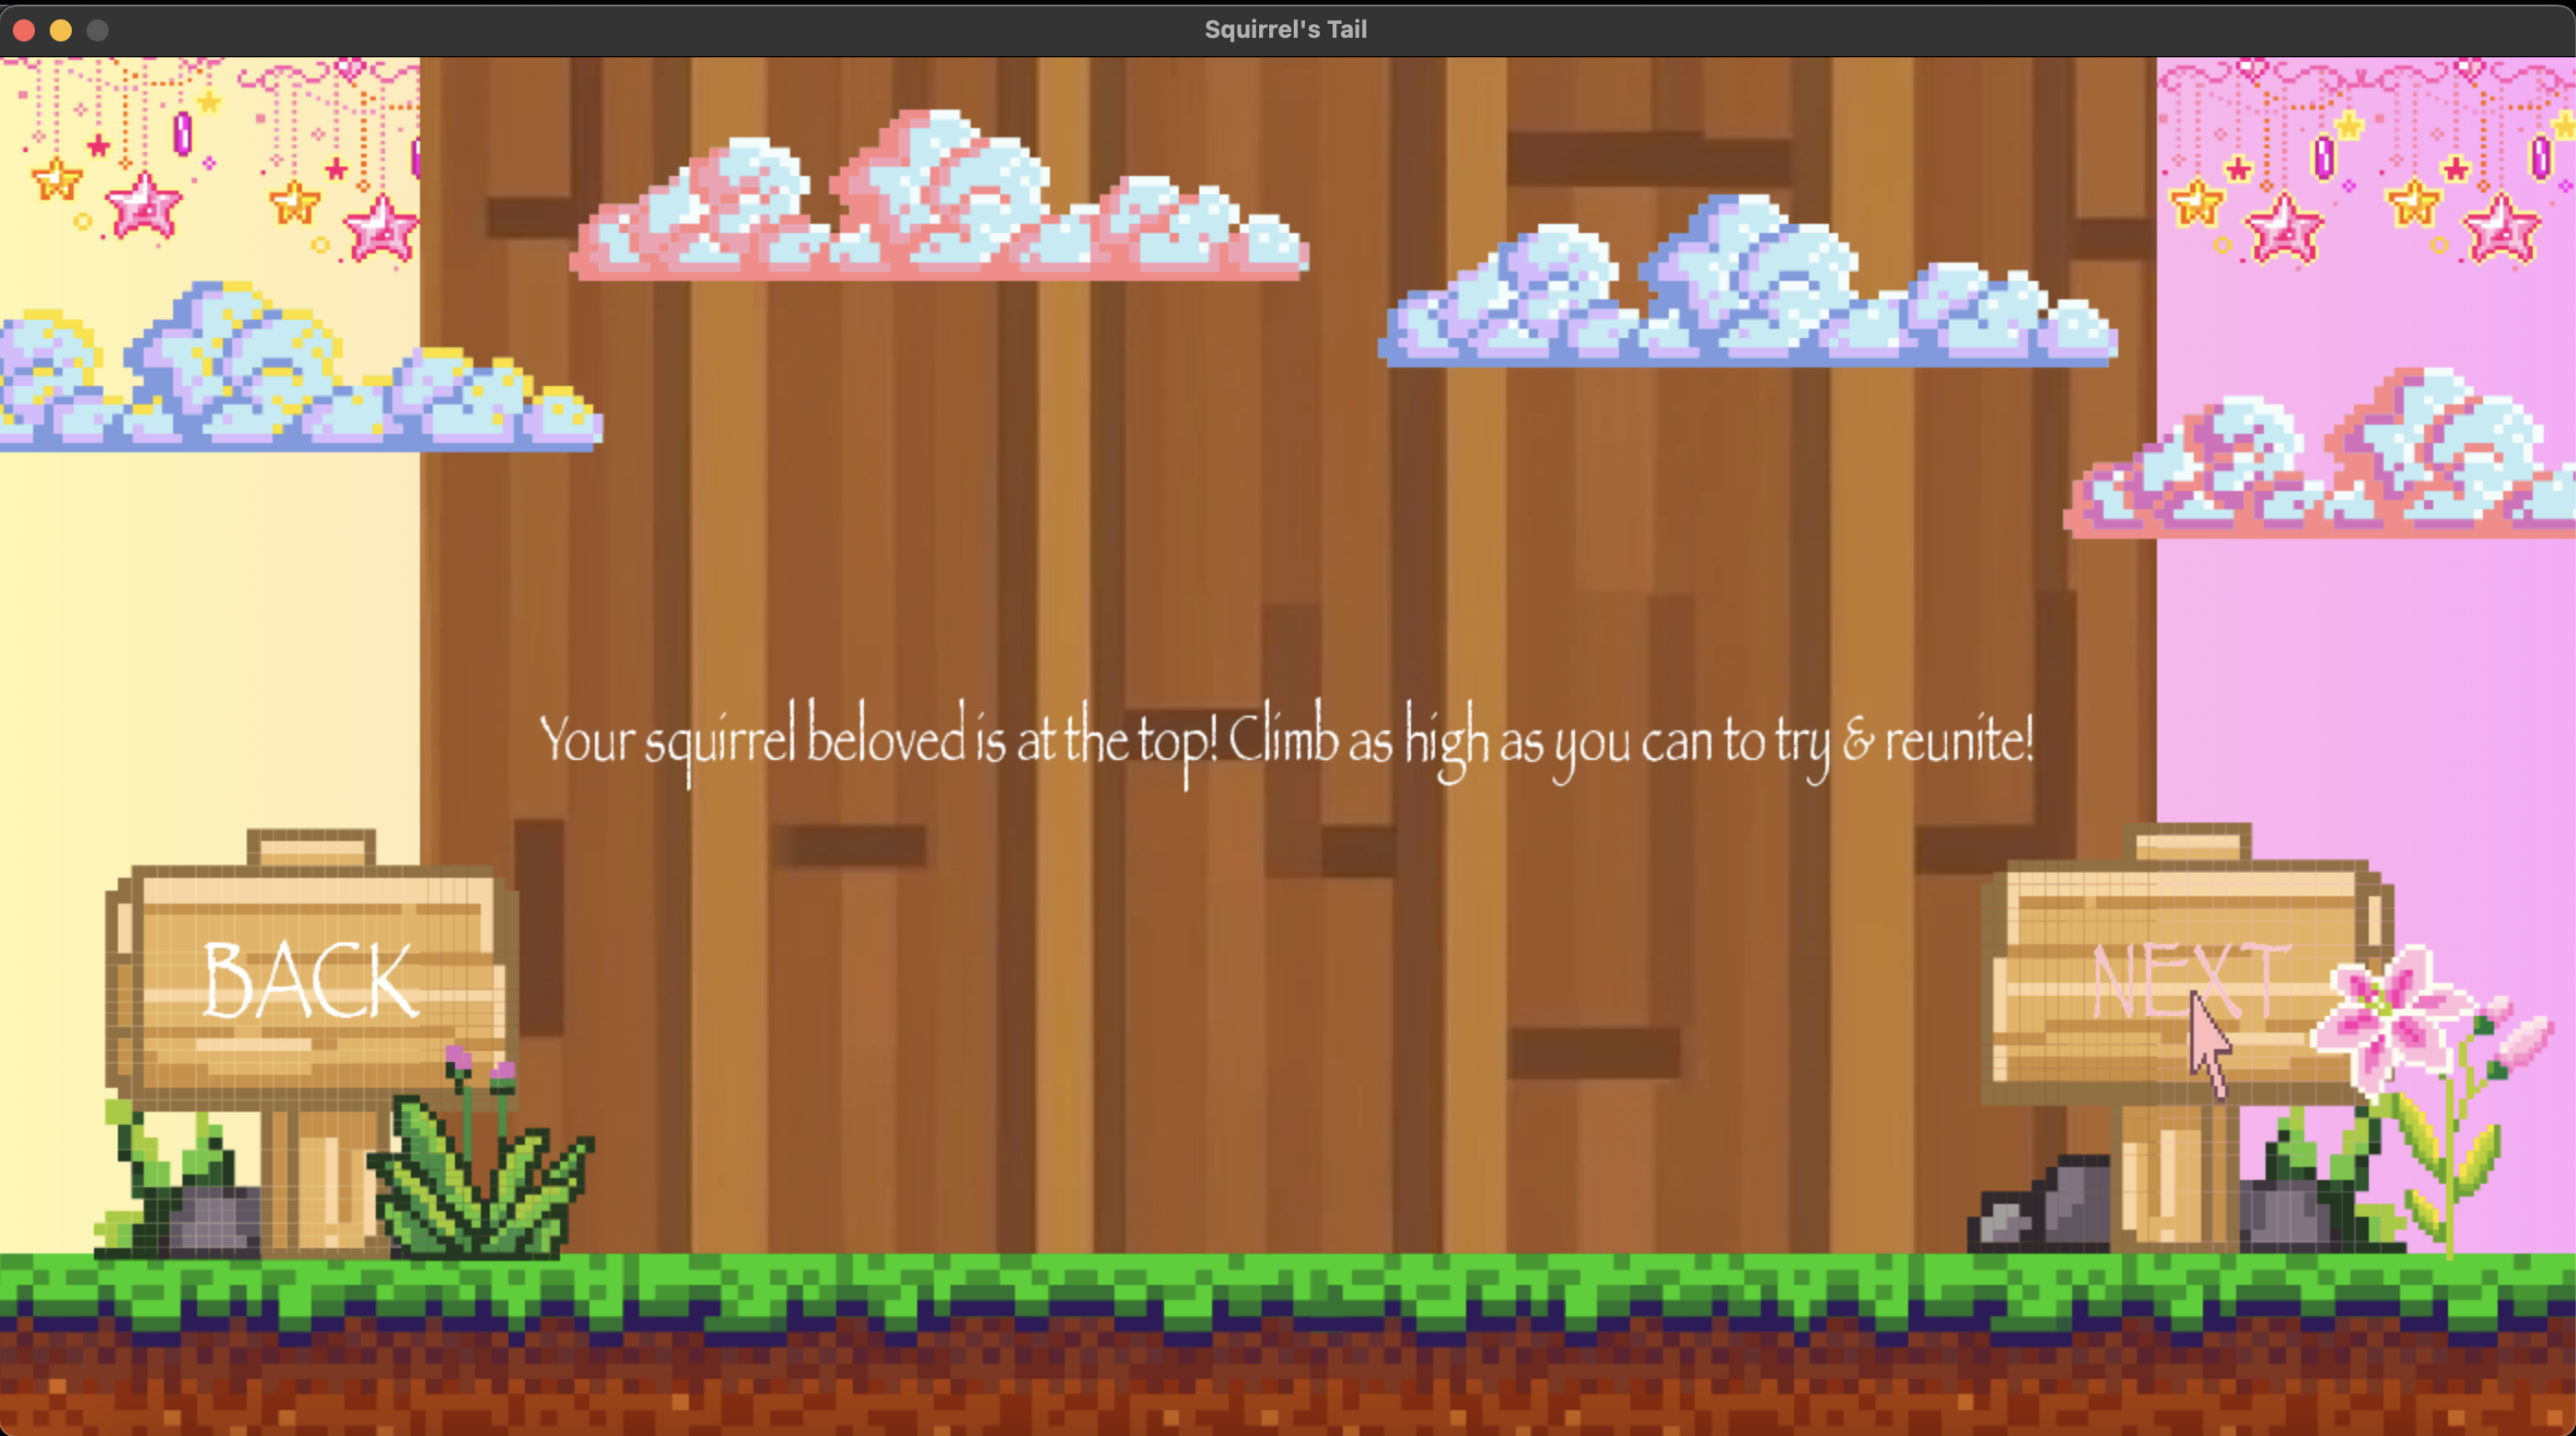 Squirrel's Tail
Your squirrel beloved is at the top! Climb as high as you can to try & reunite!
BACK
NEXT